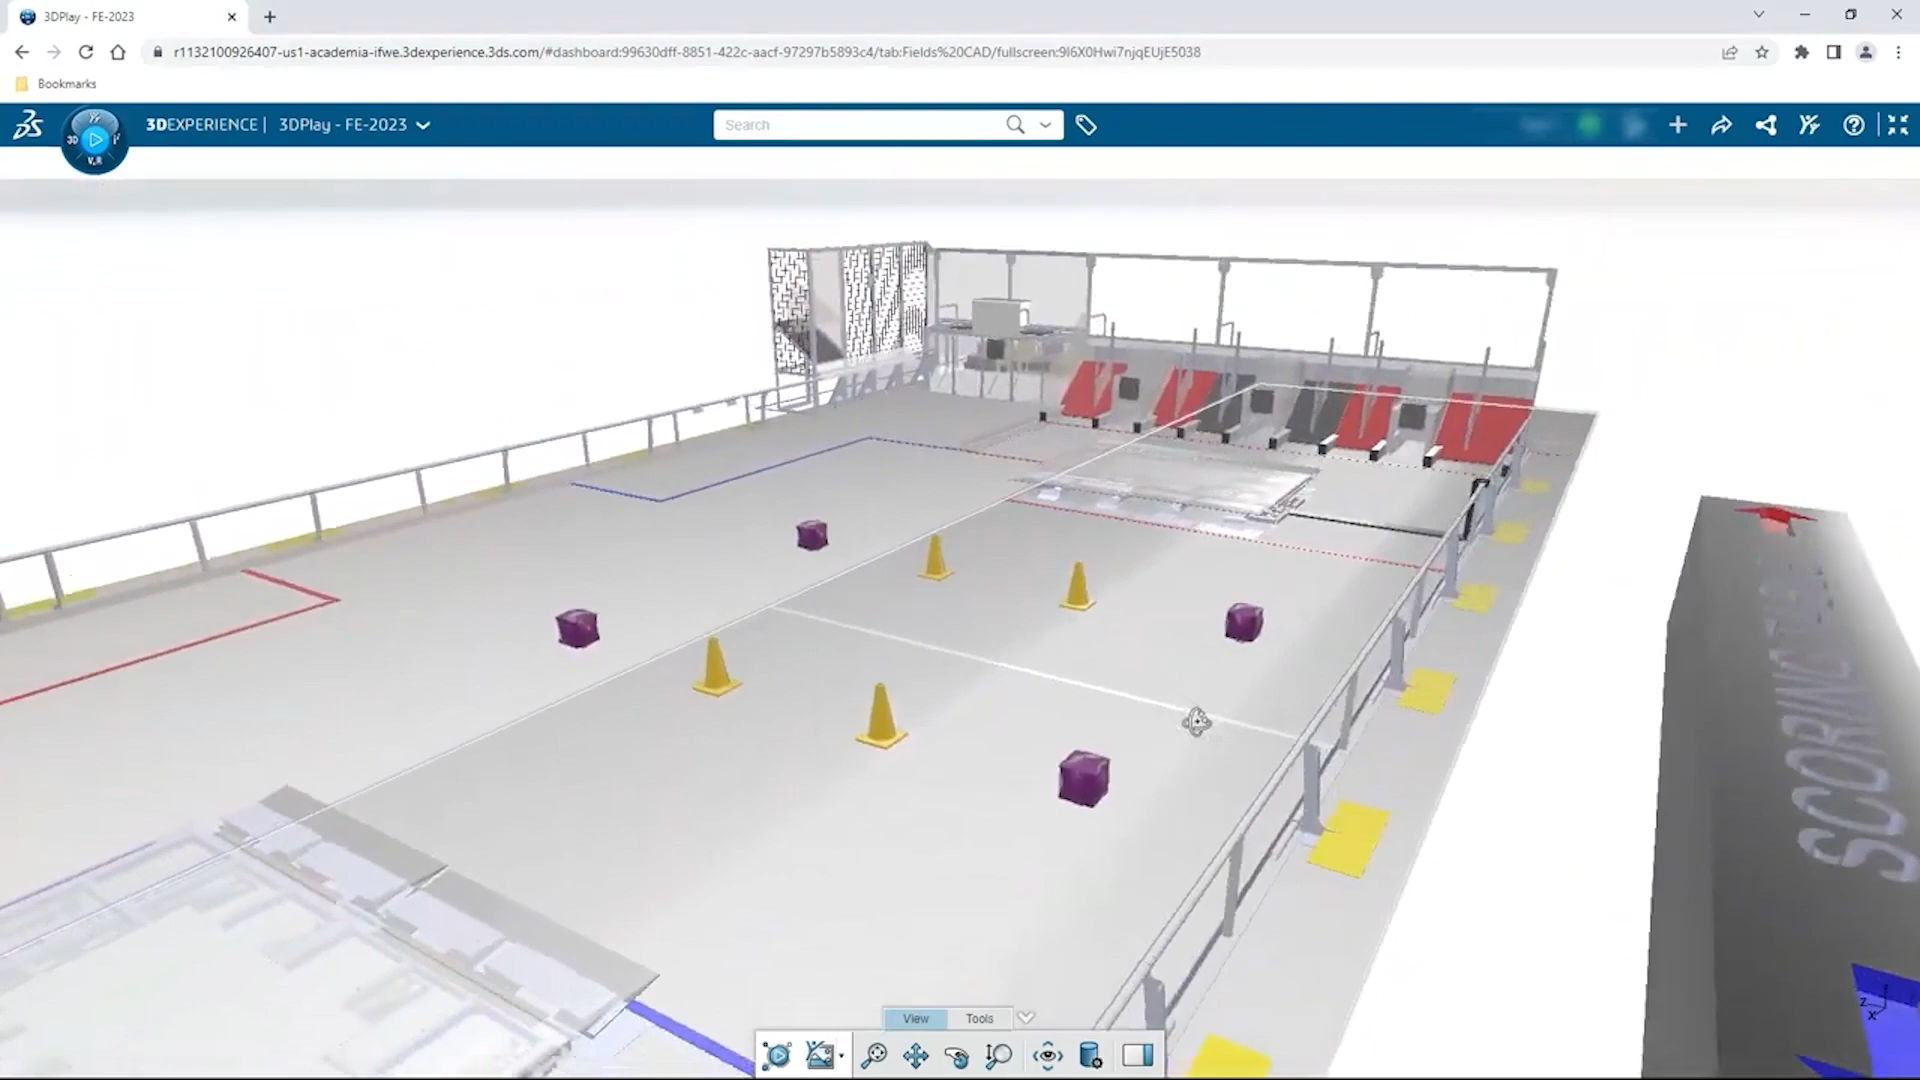 3DPlay - FE-2023
r1132100926407-us1-academia-ifwe.3dexperience.3ds.com/#dashboard:99630dff-8851-422c-aacf-97297b5893c4/tab:Fields%20CAD/fullscreen:9I6X0Hwi7njqEUjE5038
Bookmarks
3D
V.R
3DEXPERIENCE | 3DPlay - FE-2023
Search
SCORING
View
Tools
Z
X